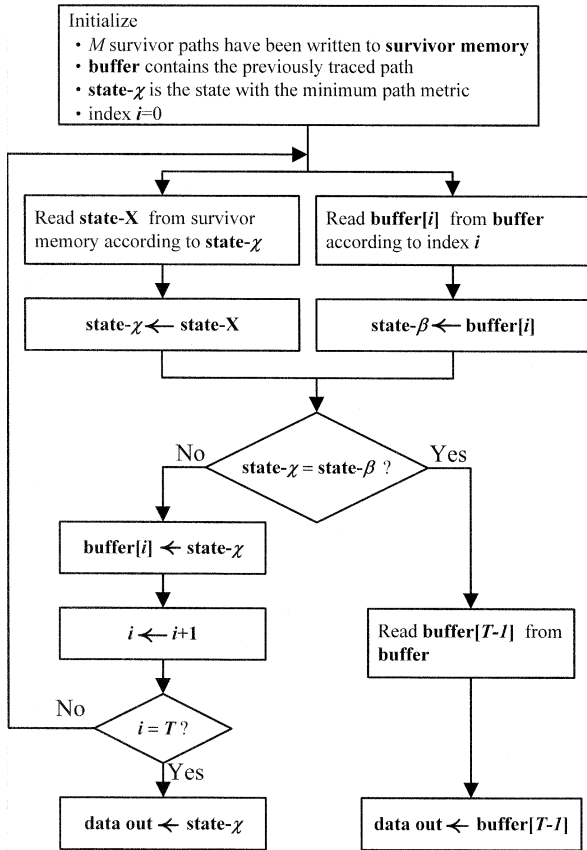 Initialize
• M survivor paths have been written to survivor memory
• buffer contains the previously traced path
• state-χ is the state with the minimum path metric
• index i=0
Read state-X from survivor
memory according to state-χ
Read buffer[i] from buffer
according to index i
state-χ ← state-X
state-β ← buffer[i]
state-χ = state-β ?
No
Yes
buffer[i] ← state-χ
i ← i+1
Read buffer[T-1] from
buffer
No
i = T ?
Yes
data out ← state-χ
data out ← buffer[T-1]